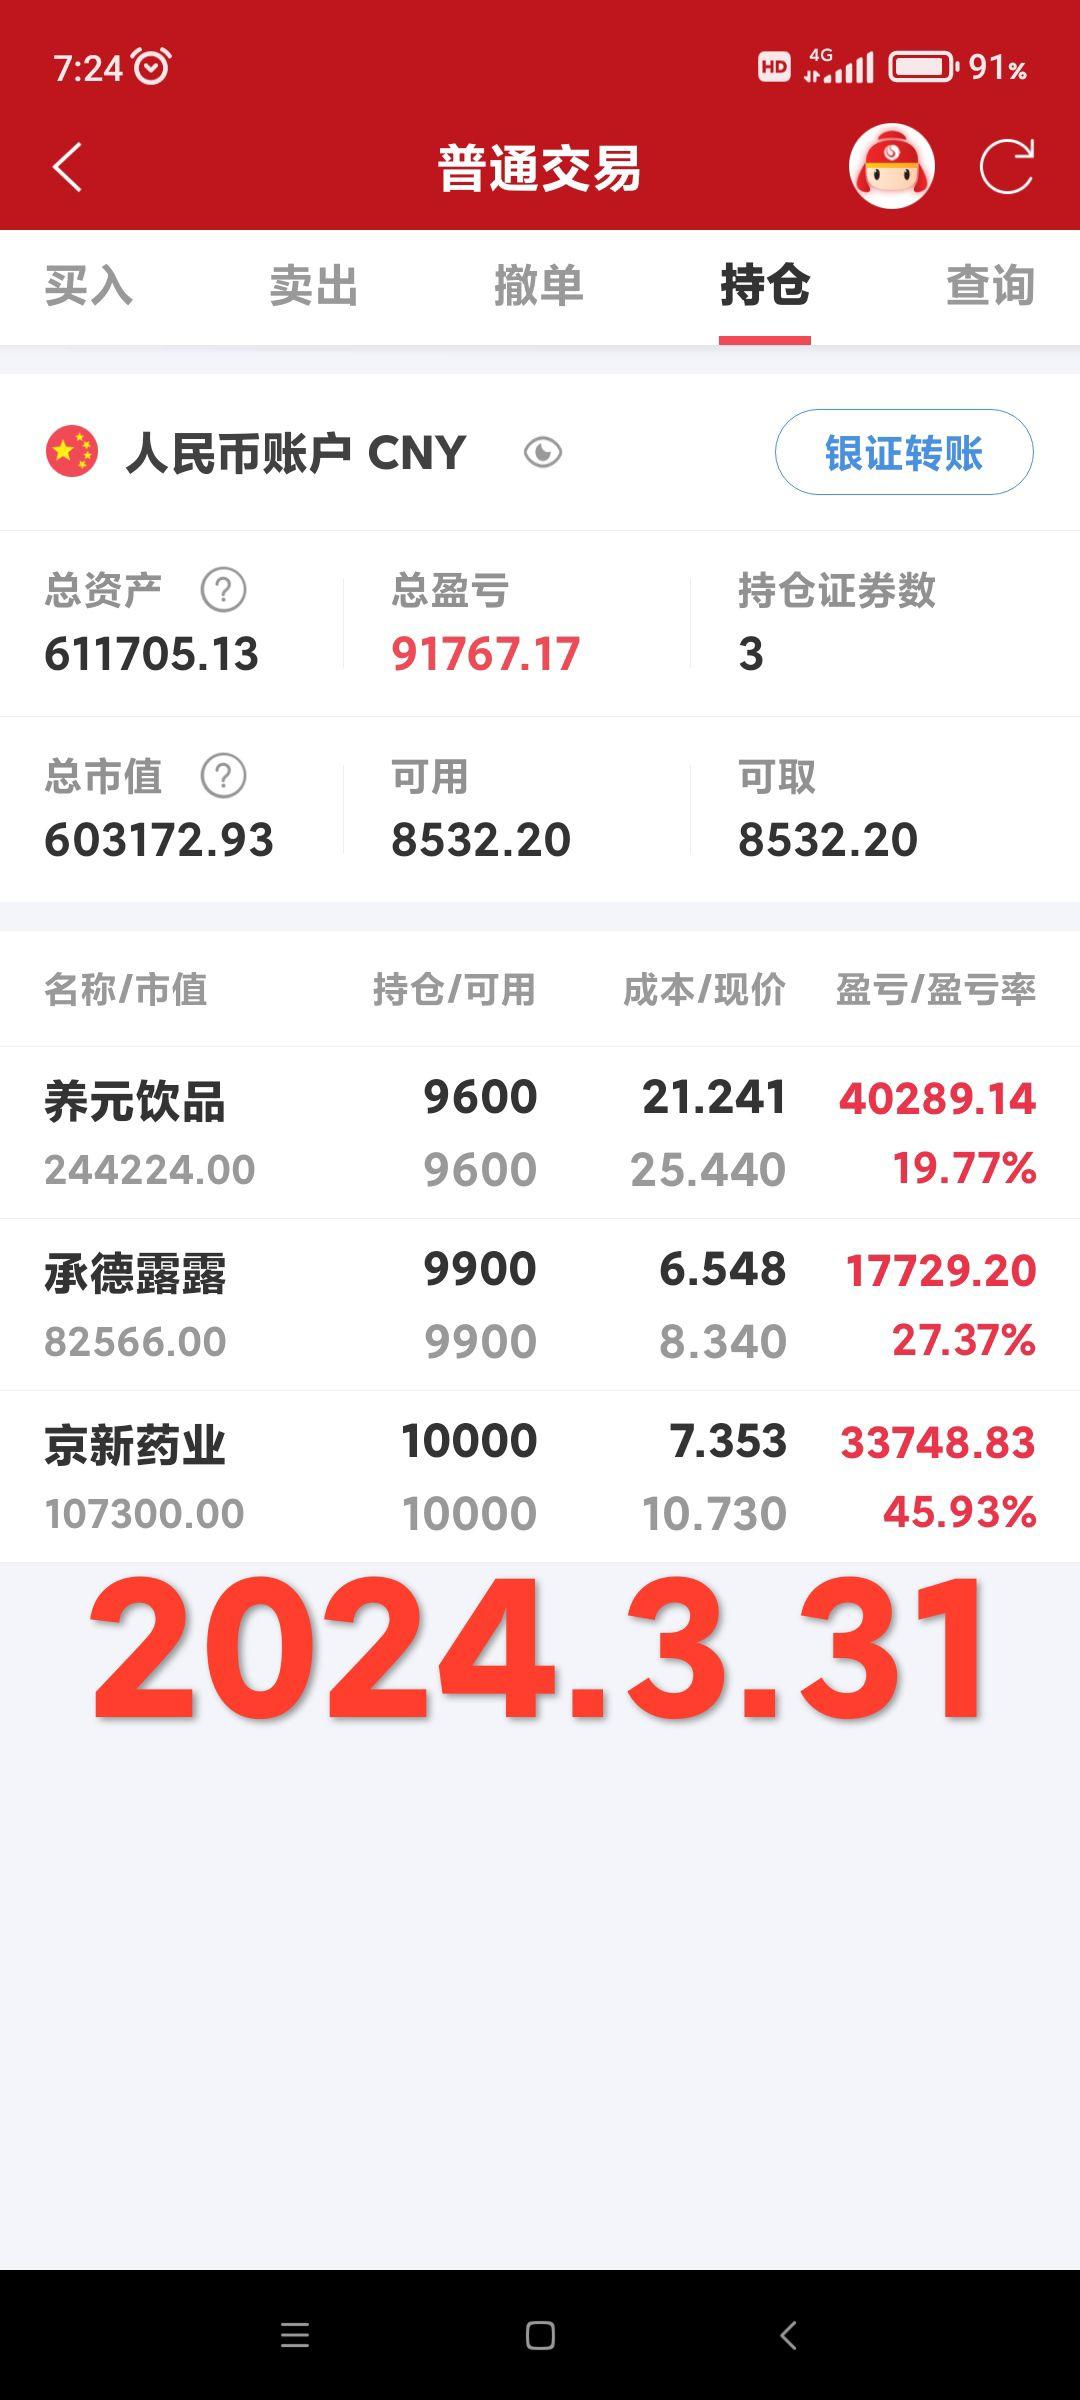 7:24 HD 4G 91%
普通交易
买入 卖出 撤单 持仓 查询
人民币账户 CNY 银证转账
总资产 ? 总盈亏 持仓证券数
611705.13 91767.17 3
总市值 ? 可用 可取
603172.93 8532.20 8532.20
名称/市值 持仓/可用 成本/现价 盈亏/盈亏率
养元饮品 9600 21.241 40289.14
244224.00 9600 25.440 19.77%
承德露露 9900 6.548 17729.20
82566.00 9900 8.340 27.37%
京新药业 10000 7.353 33748.83
107300.00 10000 10.730 45.93%
2024.3.31